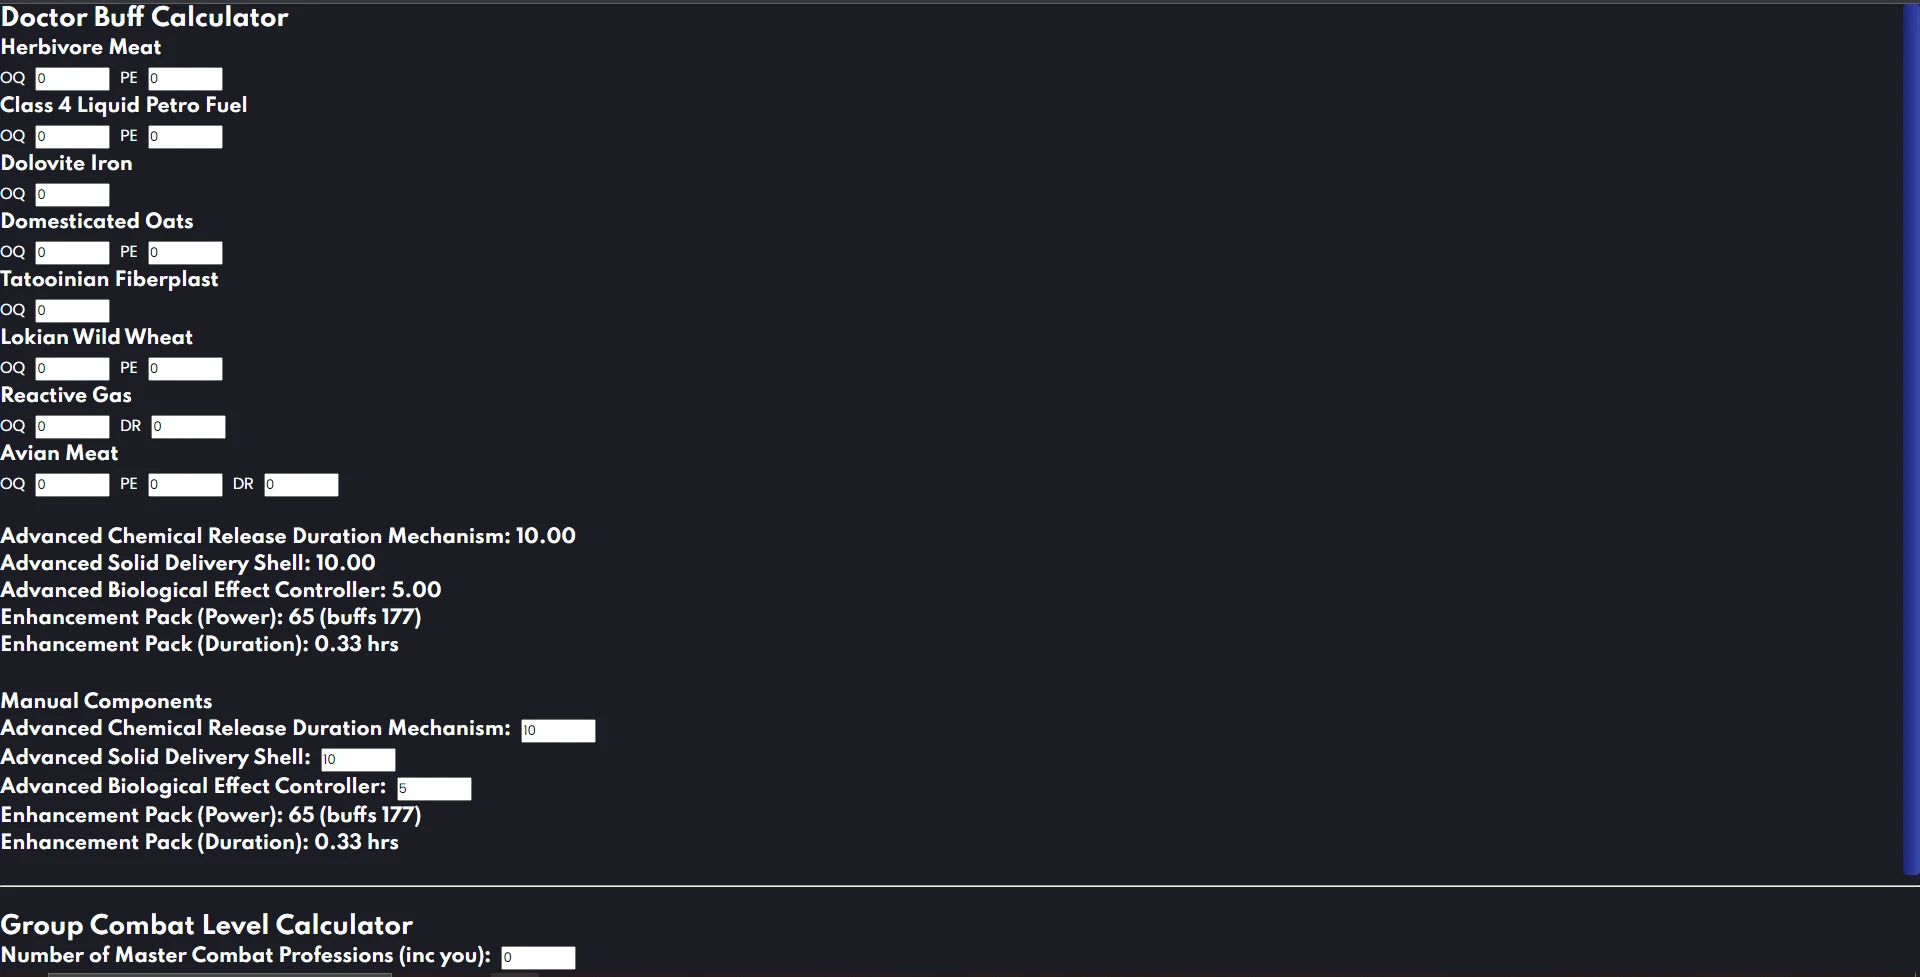 Doctor Buff Calculator
Herbivore Meat
OQ 0 PE 0
Class 4 Liquid Petro Fuel
OQ 0 PE 0
Dolovite Iron
OQ 0
Domesticated Oats
OQ 0 PE 0
Tatooinian Fiberplast
OQ 0
Lokian Wild Wheat
OQ 0 PE 0
Reactive Gas
OQ 0 DR 0
Avian Meat
OQ 0 PE 0 DR 0
Advanced Chemical Release Duration Mechanism: 10.00
Advanced Solid Delivery Shell: 10.00
Advanced Biological Effect Controller: 5.00
Enhancement Pack (Power): 65 (buffs 177)
Enhancement Pack (Duration): 0.33 hrs
Manual Components
Advanced Chemical Release Duration Mechanism: 10
Advanced Solid Delivery Shell: 10
Advanced Biological Effect Controller: 5
Enhancement Pack (Power): 65 (buffs 177)
Enhancement Pack (Duration): 0.33 hrs
Group Combat Level Calculator
Number of Master Combat Professions (inc you): 0